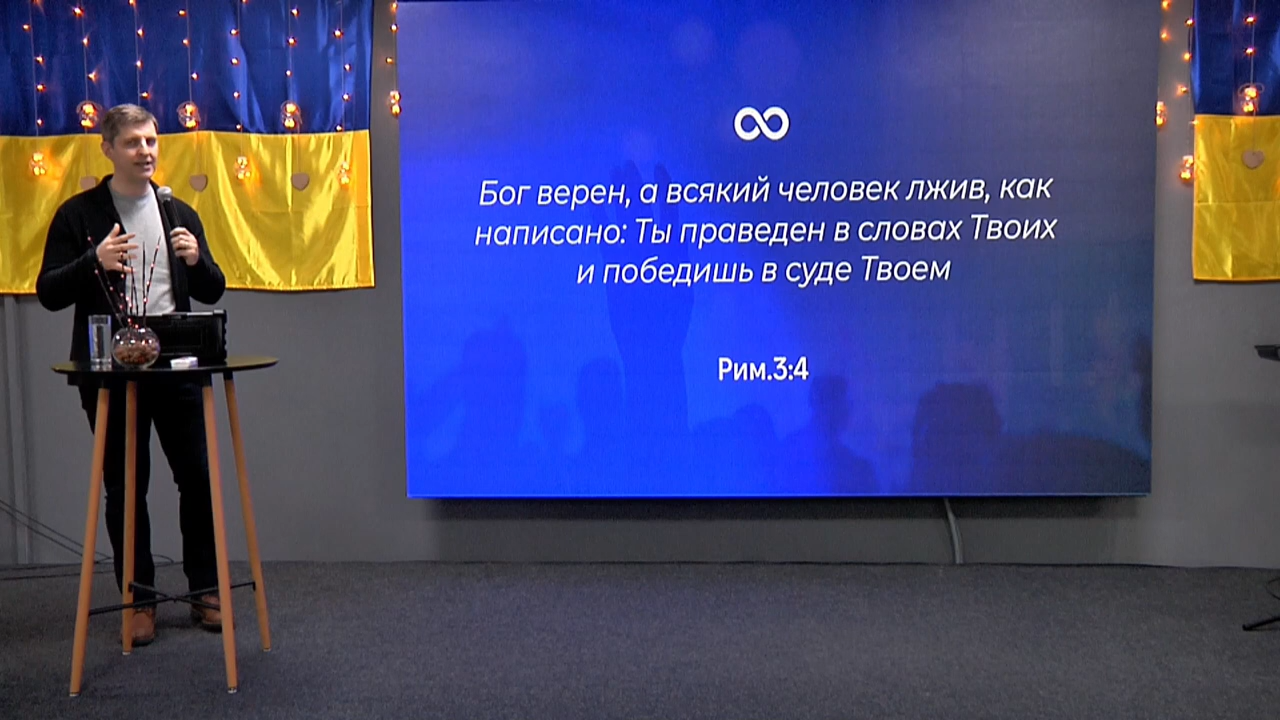 Бог верен, а всякий человек лжив, как
написано: Ты праведен в словах Твоих
и победишь в суде Твоем
Рим.3:4